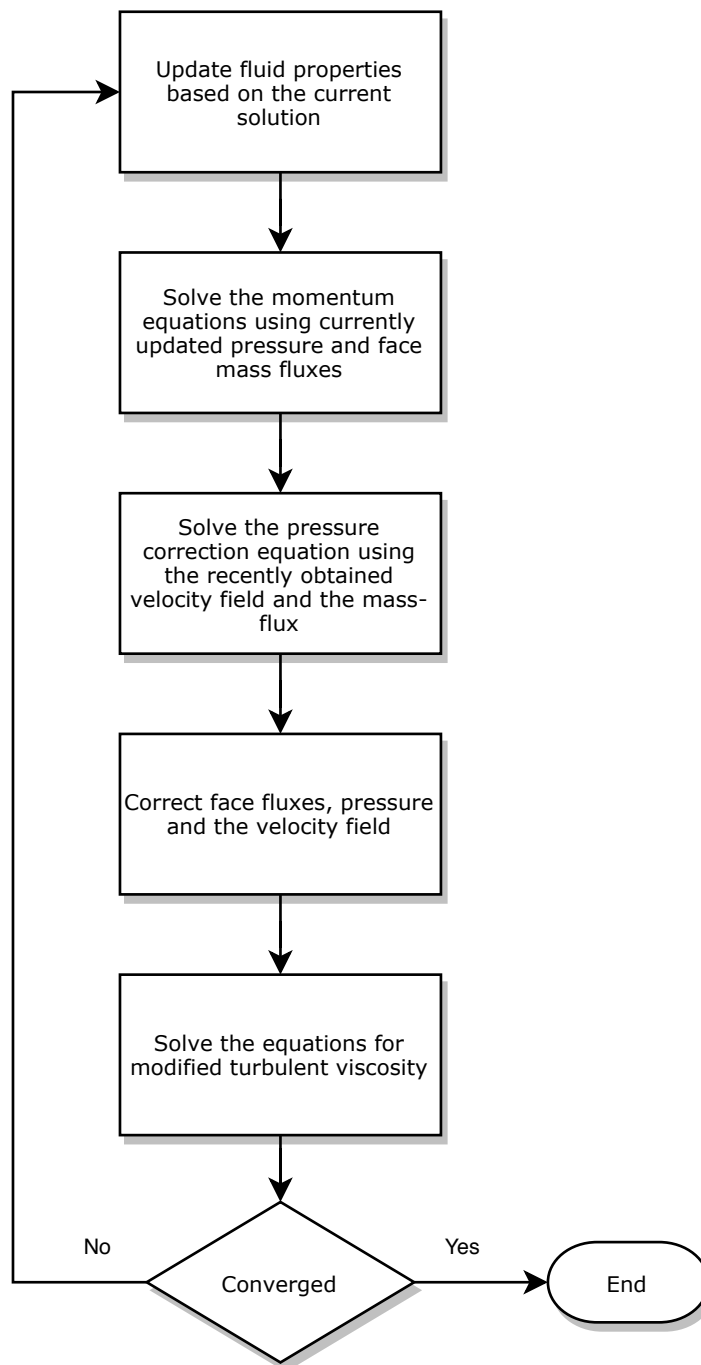 Update fluid properties
based on the current
solution
Solve the momentum
equations using currently
updated pressure and face
mass fluxes
Solve the pressure
correction equation using
the recently obtained
velocity field and the mass-
flux
Correct face fluxes, pressure
and the velocity field
Solve the equations for
modified turbulent viscosity
No
Converged
Yes
End